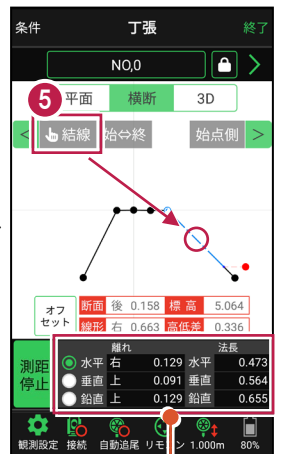 条件 丁張 終了
NO,0 >
5 平面 横断 3D
< 結線 始⇔終 始点側 >
オフセット 断面 後 0.158 標高 5.064
線形 右 0.663 高低差 0.336
測距停止 離れ 法長
水平 右 0.129 水平 0.473
垂直 上 0.091 垂直 0.564
鉛直 上 0.129 鉛直 0.655
観測設定 接続 自動追尾 リモ ン 1.000m 80%